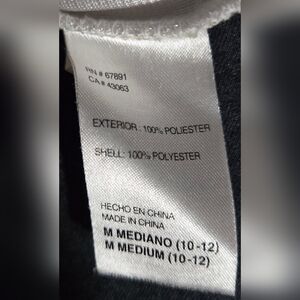 RN # 67891
CA # 43063
EXTERIOR: 100% POLIESTER
SHELL: 100% POLYESTER
HECHO EN CHINA
MADE IN CHINA
M MEDIANO (10-12)
M MEDIUM (10-12)